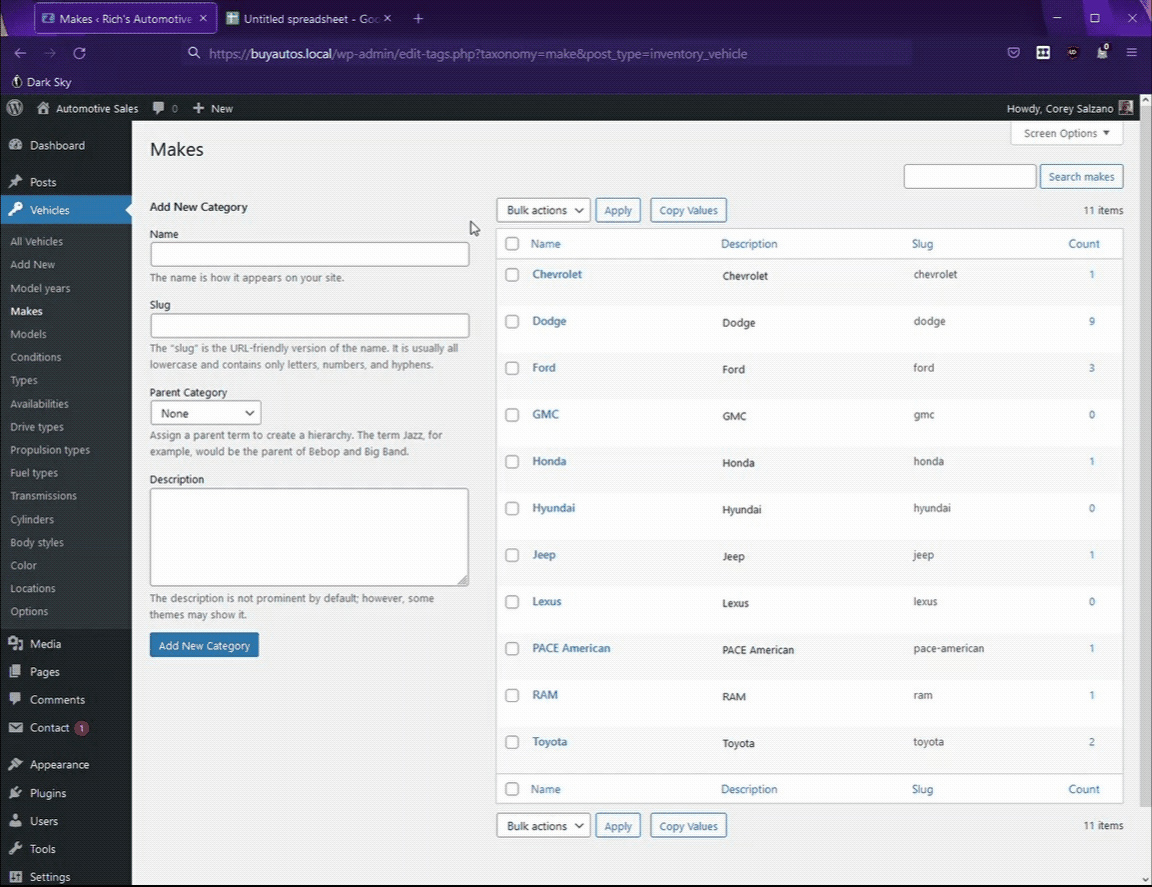 Makes ‹ Rich's Automotive
Untitled spreadsheet - Goo
https://buyautos.local/wp-admin/edit-tags.php?taxonomy=make&post_type=inventory_vehicle
0
Dark Sky
Automotive Sales 0 New
Howdy, Corey Salzano
Screen Options
Dashboard
Posts
Vehicles
All Vehicles
Add New
Model years
Makes
Models
Conditions
Types
Availabilities
Drive types
Propulsion types
Fuel types
Transmissions
Cylinders
Body styles
Color
Locations
Options
Media
Pages
Comments
Contact 1
Appearance
Plugins
Users
Tools
Settings
Makes
Search makes
Add New Category
Name
The name is how it appears on your site.
Slug
The “slug” is the URL-friendly version of the name. It is usually all
lowercase and contains only letters, numbers, and hyphens.
Parent Category
None
Assign a parent term to create a hierarchy. The term Jazz, for
example, would be the parent of Bebop and Big Band.
Description
The description is not prominent by default; however, some
themes may show it.
Add New Category
Bulk actions Apply Copy Values 11 items
Name Description Slug Count
Chevrolet Chevrolet chevrolet 1
Dodge Dodge dodge 9
Ford Ford ford 3
GMC GMC gmc 0
Honda Honda honda 1
Hyundai Hyundai hyundai 0
Jeep Jeep jeep 1
Lexus Lexus lexus 0
PACE American PACE American pace-american 1
RAM RAM ram 1
Toyota Toyota toyota 2
Name Description Slug Count
Bulk actions Apply Copy Values 11 items